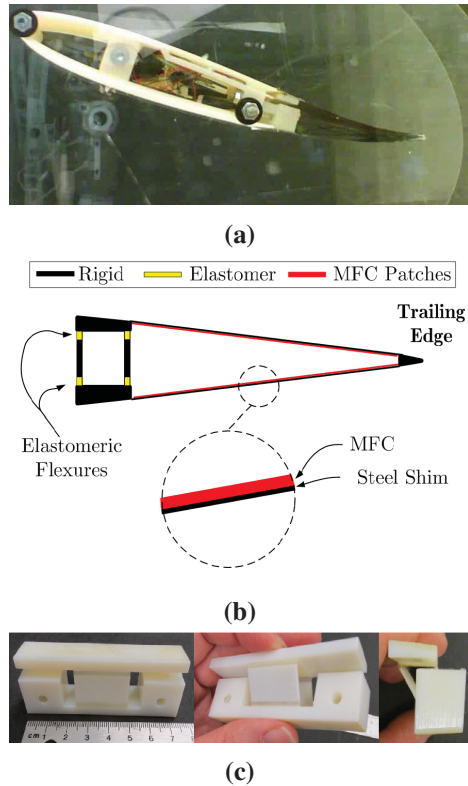 (a)
Rigid Elastomer MFC Patches
Trailing
Edge
Elastomeric
Flexures
MFC
Steel Shim
(b)
cm 1 2 3 4 5 6 7
(c)